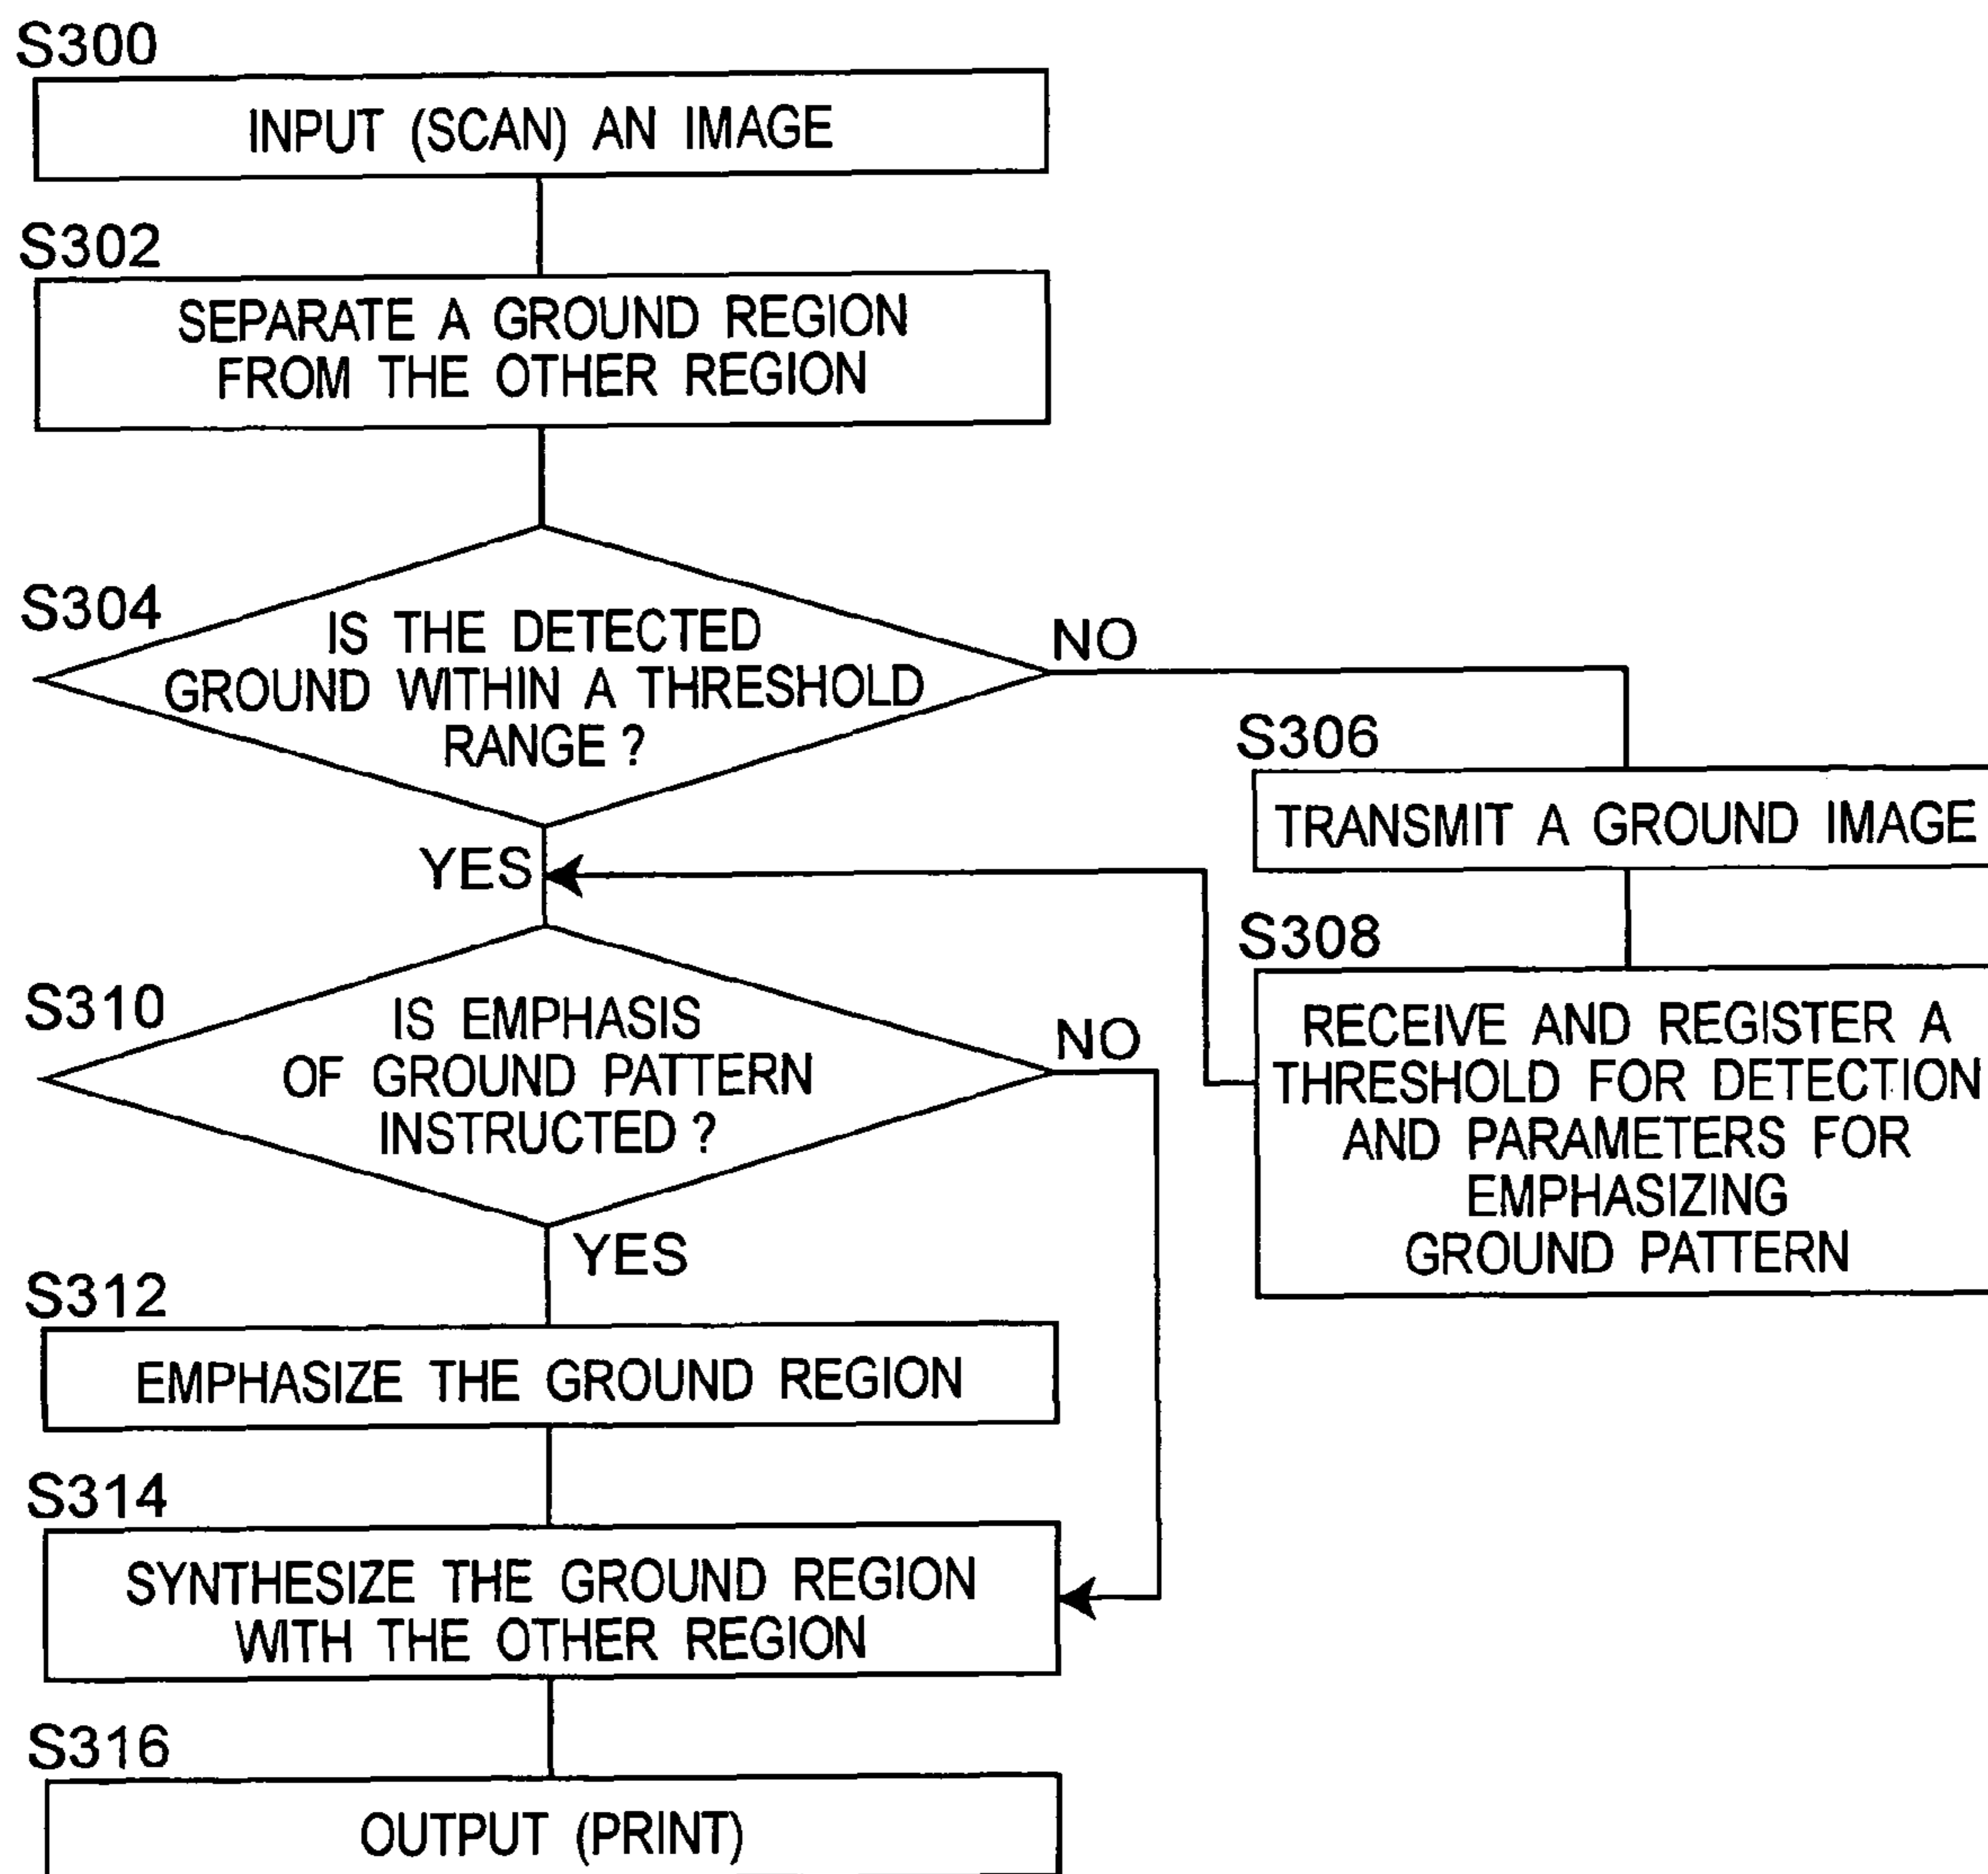 S300
INPUT (SCAN) AN IMAGE
S302
SEPARATE A GROUND REGION
FROM THE OTHER REGION
S304
IS THE DETECTED
GROUND WITHIN A THRESHOLD
RANGE ?
NO
YES
S306
TRANSMIT A GROUND IMAGE
S308
RECEIVE AND REGISTER A
THRESHOLD FOR DETECTION
AND PARAMETERS FOR
EMPHASIZING
GROUND PATTERN
S310
IS EMPHASIS
OF GROUND PATTERN
INSTRUCTED ?
NO
YES
S312
EMPHASIZE THE GROUND REGION
S314
SYNTHESIZE THE GROUND REGION
WITH THE OTHER REGION
S316
OUTPUT (PRINT)